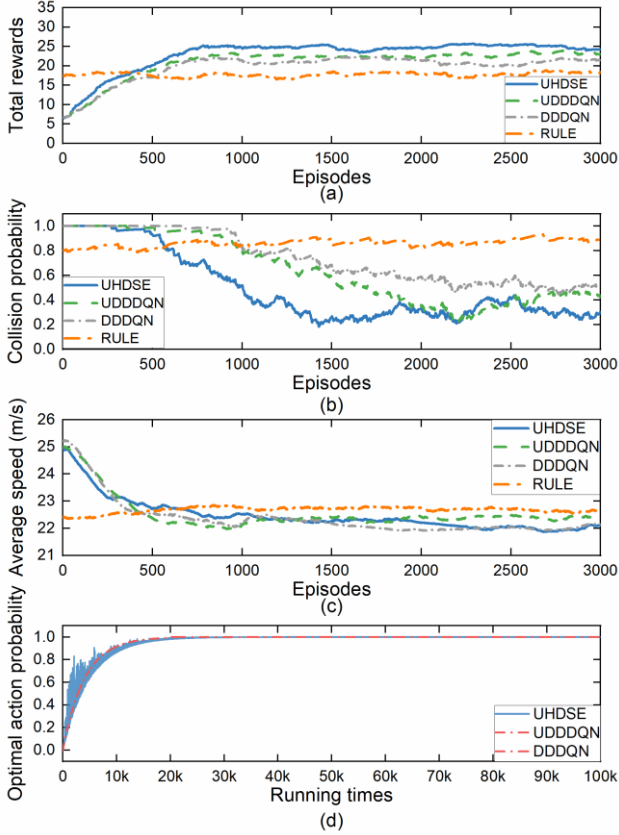 Total rewards
35
30
25
20
15
10
5
0
UHDSE
UDDDQN
DDDQN
RULE
0 500 1000 1500 2000 2500 3000
Episodes
(a)
Collision probability
1.0
0.8
0.6
0.4
0.2
0.0
UHDSE
UDDDQN
DDDQN
RULE
0 500 1000 1500 2000 2500 3000
Episodes
(b)
Average speed (m/s)
26
25
24
23
22
21
UHDSE
UDDDQN
DDDQN
RULE
0 500 1000 1500 2000 2500 3000
Episodes
(c)
Optimal action probability
1.0
0.8
0.6
0.4
0.2
0.0
UHDSE
UDDDQN
DDDQN
0 10k 20k 30k 40k 50k 60k 70k 80k 90k 100k
Running times
(d)